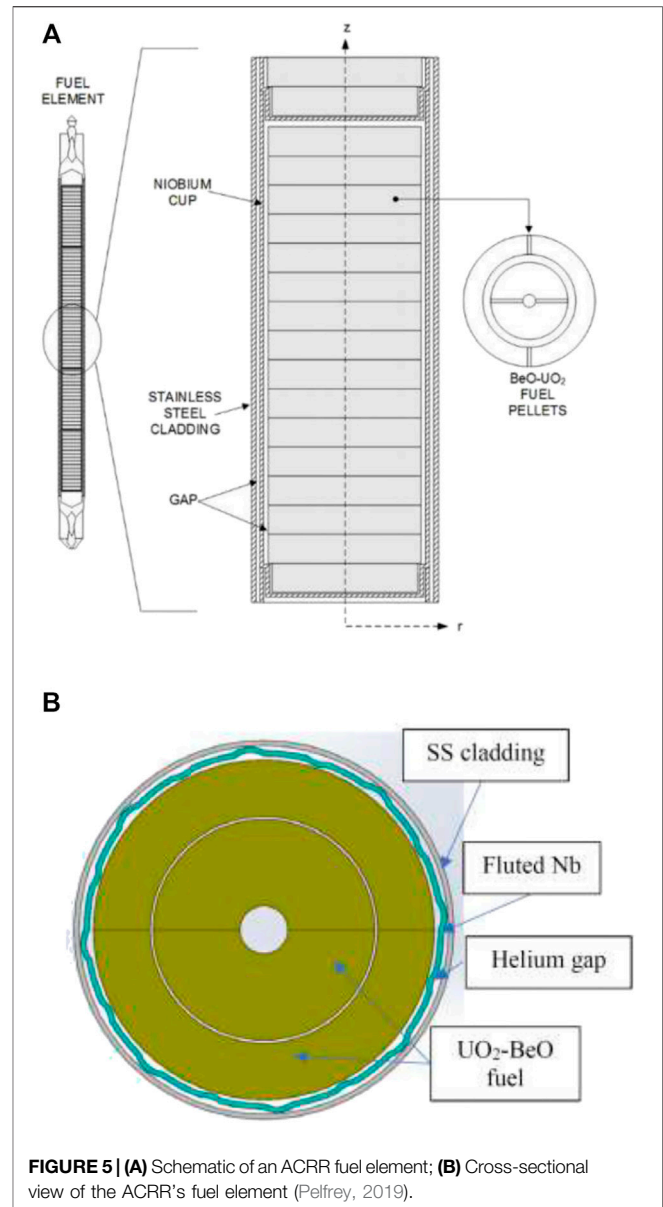 A
z
FUEL
ELEMENT
NIOBIUM
CUP
STAINLESS
STEEL
CLADDING
GAP
BeO-UO₂
FUEL
PELLETS
r
B
SS cladding
Fluted Nb
Helium gap
UO₂-BeO
fuel
FIGURE 5 | (A) Schematic of an ACRR fuel element; (B) Cross-sectional
view of the ACRR's fuel element (Pelfrey, 2019).